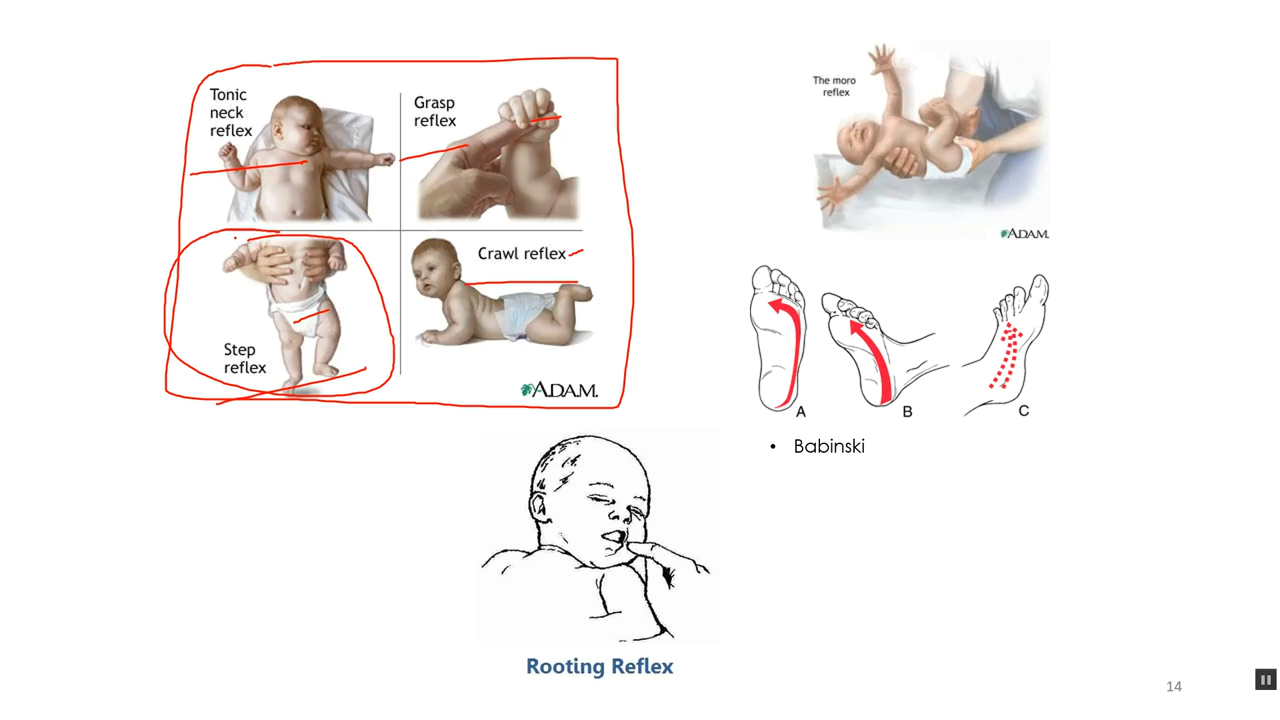 Tonic
neck
reflex
Grasp
reflex
Step
reflex
Crawl reflex
ADAM.
The moro
reflex
ADAM.
A
B
C
• Babinski
Rooting Reflex
14